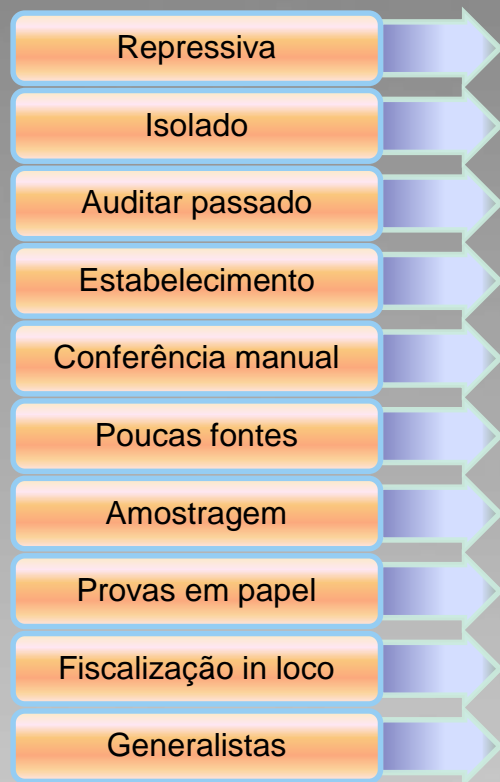 Repressiva
Isolado
Auditar passado
Estabelecimento
Conferência manual
Poucas fontes
Amostragem
Provas em papel
Fiscalização in loco
Generalistas